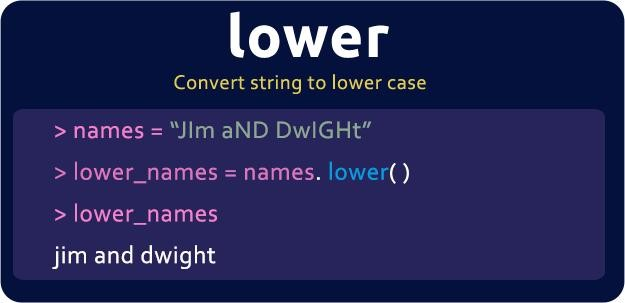 lower
Convert string to lower case
> names = “JIm aND DwIGHt”
> lower_names = names. lower( )
> lower_names
jim and dwight